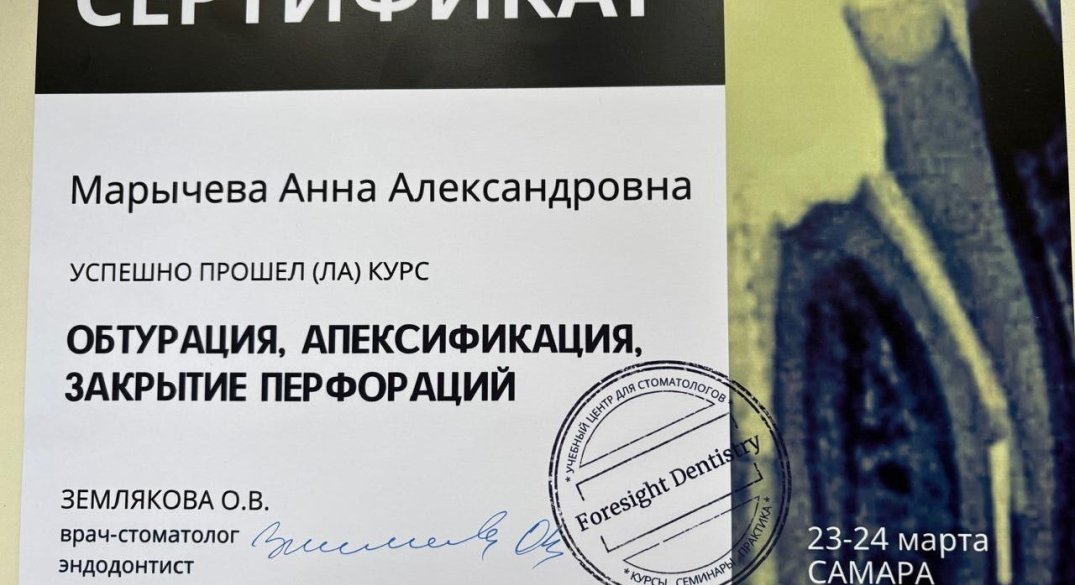 СЕРТИФИКАТ
Марычева Анна Александровна
УСПЕШНО ПРОШЕЛ (ЛА) КУРС
ОБТУРАЦИЯ, АПЕКСИФИКАЦИЯ,
ЗАКРЫТИЕ ПЕРФОРАЦИЙ
* УЧЕБНЫЙ ЦЕНТР ДЛЯ СТОМАТОЛОГОВ
Foresight Dentistry
* КУРСЫ СЕМИНАРЫ ПРАКТИКА *
ЗЕМЛЯКОВА О.В.
врач-стоматолог
эндодонтист
23-24 марта
САМАРА